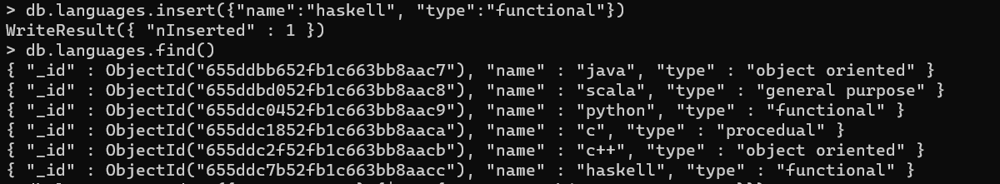 > db.languages.insert({"name":"haskell", "type":"functional"})
WriteResult({ "nInserted" : 1 })
> db.languages.find()
{ "_id" : ObjectId("655ddbb652fb1c663bb8aac7"), "name" : "java", "type" : "object oriented" }
{ "_id" : ObjectId("655ddbd052fb1c663bb8aac8"), "name" : "scala", "type" : "general purpose" }
{ "_id" : ObjectId("655ddc0452fb1c663bb8aac9"), "name" : "python", "type" : "functional" }
{ "_id" : ObjectId("655ddc1852fb1c663bb8aaca"), "name" : "c", "type" : "procedual" }
{ "_id" : ObjectId("655ddc2f52fb1c663bb8aacb"), "name" : "c++", "type" : "object oriented" }
{ "_id" : ObjectId("655ddc7b52fb1c663bb8aacc"), "name" : "haskell", "type" : "functional" }